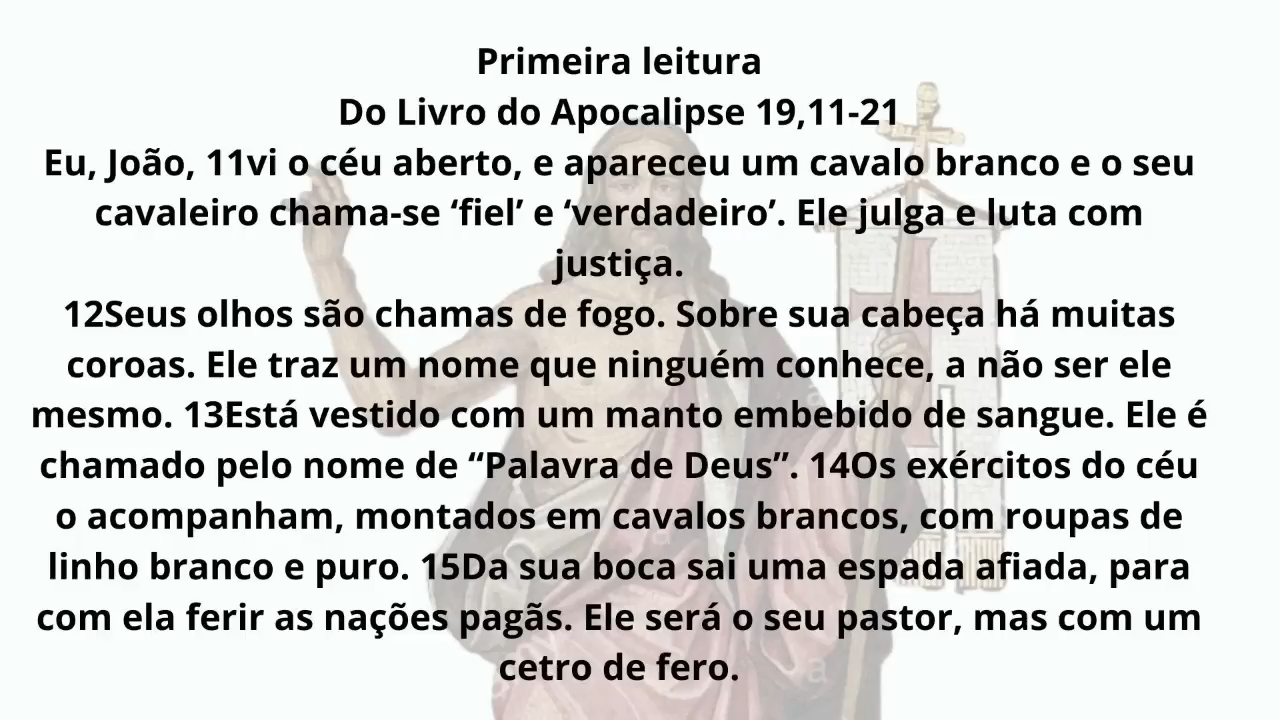 Primeira leitura
Do Livro do Apocalipse 19,11-21
Eu, João, 11vi o céu aberto, e apareceu um cavalo branco e o seu
cavaleiro chama-se ‘fiel’ e ‘verdadeiro’. Ele julga e luta com
justiça.
12Seus olhos são chamas de fogo. Sobre sua cabeça há muitas
coroas. Ele traz um nome que ninguém conhece, a não ser ele
mesmo. 13Está vestido com um manto embebido de sangue. Ele é
chamado pelo nome de “Palavra de Deus”. 14Os exércitos do céu
o acompanham, montados em cavalos brancos, com roupas de
linho branco e puro. 15Da sua boca sai uma espada afiada, para
com ela ferir as nações pagãs. Ele será o seu pastor, mas com um
cetro de fero.